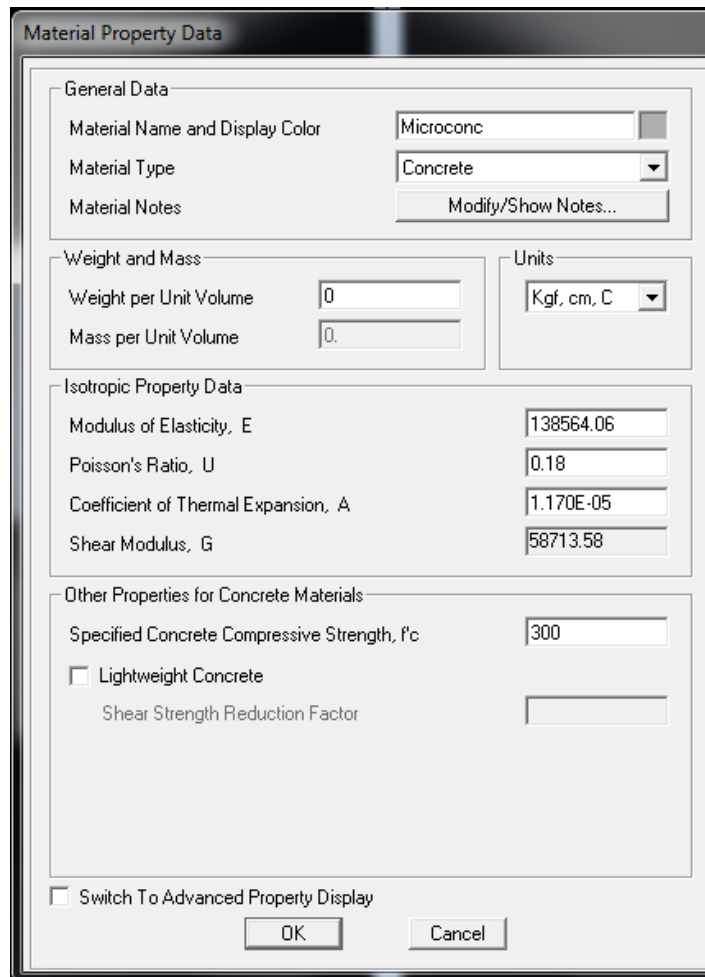 Material Property Data
General Data
Material Name and Display Color Microconc
Material Type Concrete
Material Notes Modify/Show Notes...
Weight and Mass
Weight per Unit Volume 0
Mass per Unit Volume 0.
Units
Kgf, cm, C
Isotropic Property Data
Modulus of Elasticity, E 138564.06
Poisson's Ratio, U 0.18
Coefficient of Thermal Expansion, A 1.170E-05
Shear Modulus, G 58713.58
Other Properties for Concrete Materials
Specified Concrete Compressive Strength, f'c 300
Lightweight Concrete
Shear Strength Reduction Factor
Switch To Advanced Property Display
OK Cancel